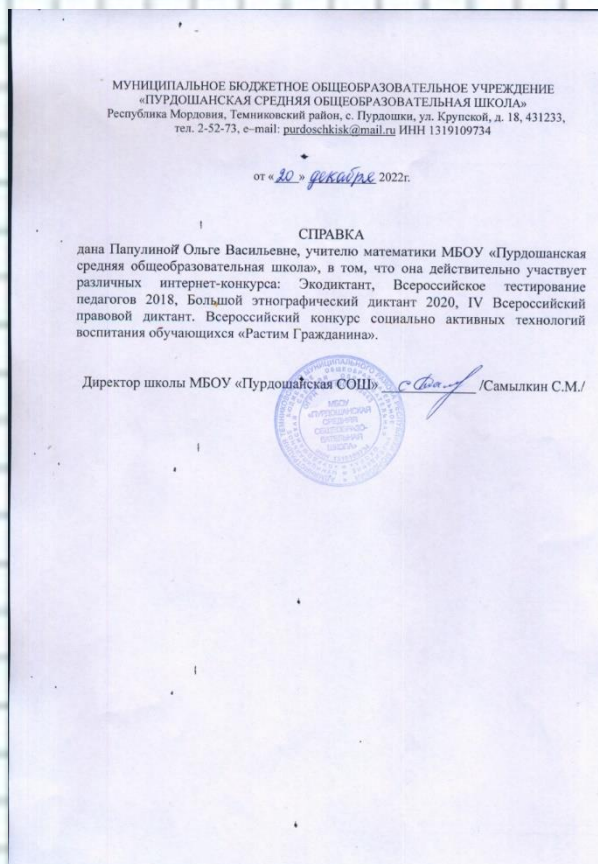 МУНИЦИПАЛЬНОЕ БЮДЖЕТНОЕ ОБЩЕОБРАЗОВАТЕЛЬНОЕ УЧРЕЖДЕНИЕ
«ПУРДОШАНСКАЯ СРЕДНЯЯ ОБЩЕОБРАЗОВАТЕЛЬНАЯ ШКОЛА»
Республика Мордовия, Темниковский район, с. Пурдошки, ул. Крупской, д. 18, 431233,
тел. 2-52-73, e-mail: purdoschkisk@mail.ru ИНН 1319109734
от «20» декабря 2022г.
СПРАВКА
дана Папулиной Ольге Васильевне, учителю математики МБОУ «Пурдошанская
средняя общеобразовательная школа», в том, что она действительно участвует
различных интернет-конкурса: Экодиктант, Всероссийское тестирование
педагогов 2018, Большой этнографический диктант 2020, IV Всероссийский
правовой диктант. Всероссийский конкурс социально активных технологий
воспитания обучающихся «Растим Гражданина».
Директор школы МБОУ «Пурдошанская СОШ» /Самылкин С.М./
МБОУ
«ПУРДОШАНСКАЯ
СРЕДНЯЯ
ОБЩЕОБРАЗО-
ВАТЕЛЬНАЯ
ШКОЛА»